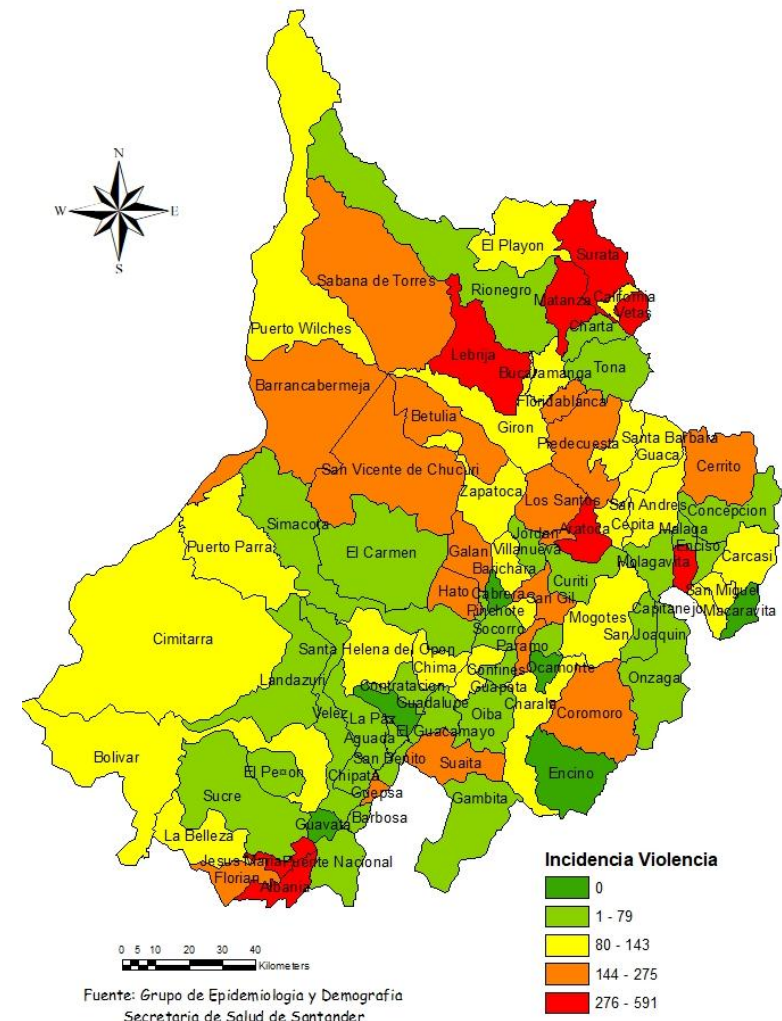 N
W
E
S
El Playon
Surata
Sabana de Torres
Rionegro
Matanza
California
Vetas
Puerto Wilches
Charta
Lebrija
Tona
Bucaramanga
Barrancabermeja
Floridablanca
Betulia
Giron
Piedecuesta
Santa Barbara
Guaca
Cerrito
San Vicente de Chucuri
Zapatoca
Los Santos
San Andres
Concepcion
Simacota
Jordan
Aratoca
Cepita
Malaga
Puerto Parra
El Carmen
Galan
Villanueva
Enciso
Carcasi
Barichara
Curiti
Molagavita
Hato
Cabrera
San Gil
San Miguel
Pinchote
Mogotes
Capitanejo
Macaravita
Cimitarra
Socorro
San Joaquin
Santa Helena del Opon
Paramo
Chima
Confines
Ocamonte
Onzaga
Landazuri
Contratacion
Guapota
Guadalupe
Charala
Velez
La Paz
Oiba
Coromoro
El Guacamayo
Aguada
Bolivar
San Benito
Suaita
El Penon
Chipata
Encino
Sucre
Guepsa
Gambita
Barbosa
Guavata
La Belleza
Jesus Maria
Puente Nacional
Florian
Albania
Incidencia Violencia
0
1 - 79
80 - 143
144 - 275
276 - 591
0 5 10 20 30 40
Kilometers
Fuente: Grupo de Epidemiologia y Demografia
Secretaria de Salud de Santander